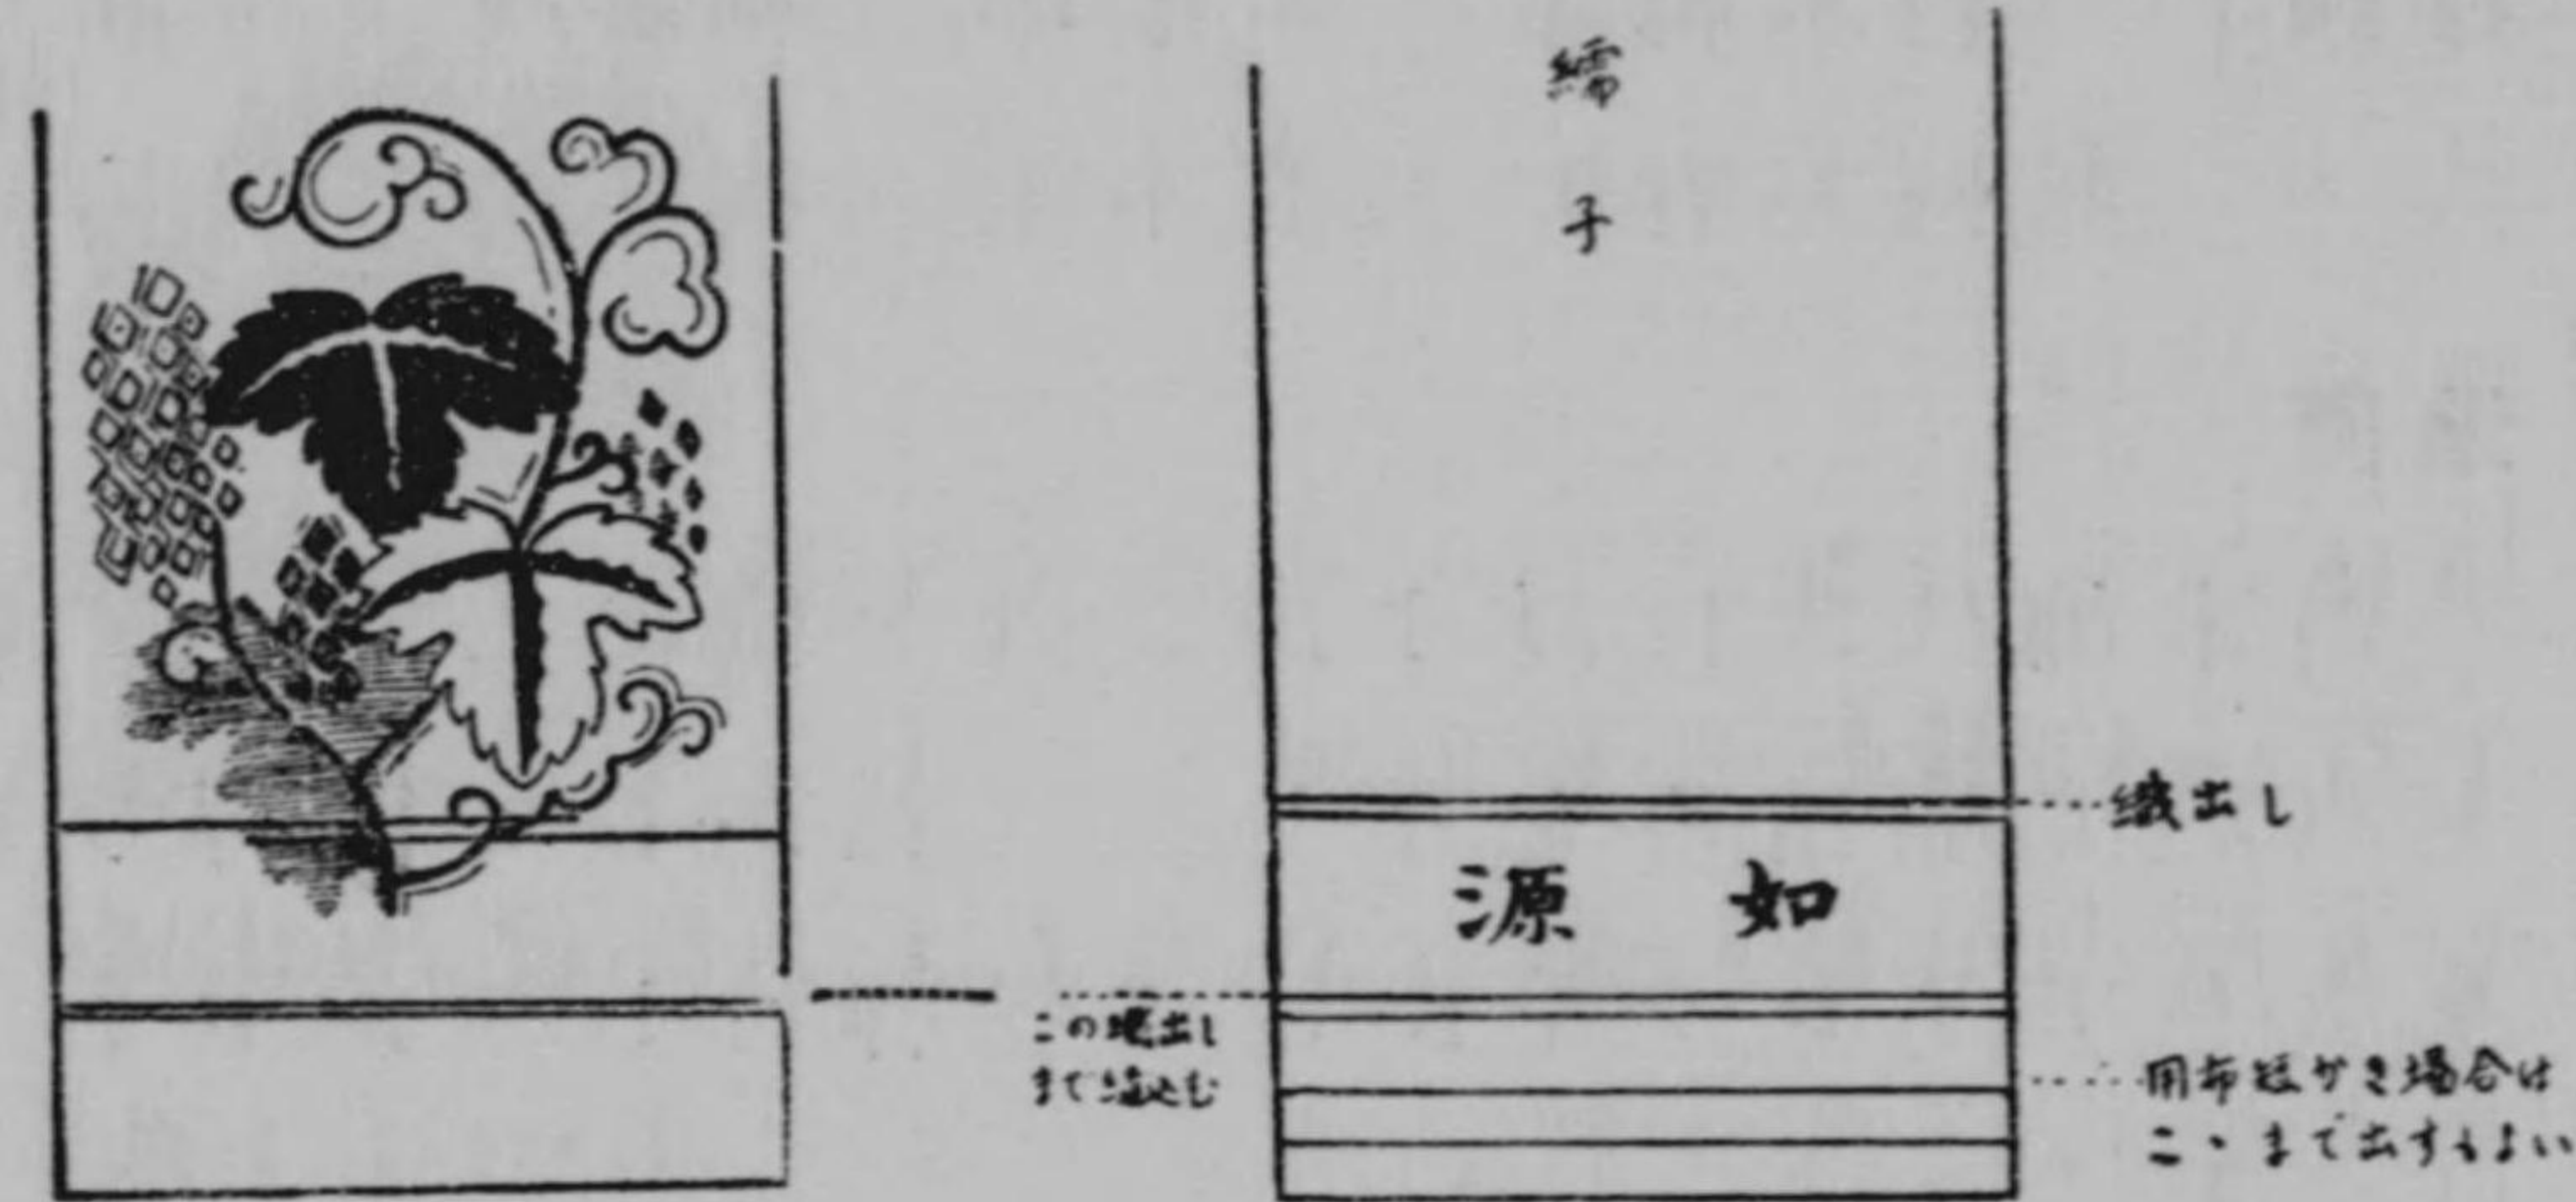 繻子
織出し
源 如
この織出し
まで縫込む
用布短かき場合は
こゝまで出すもよい